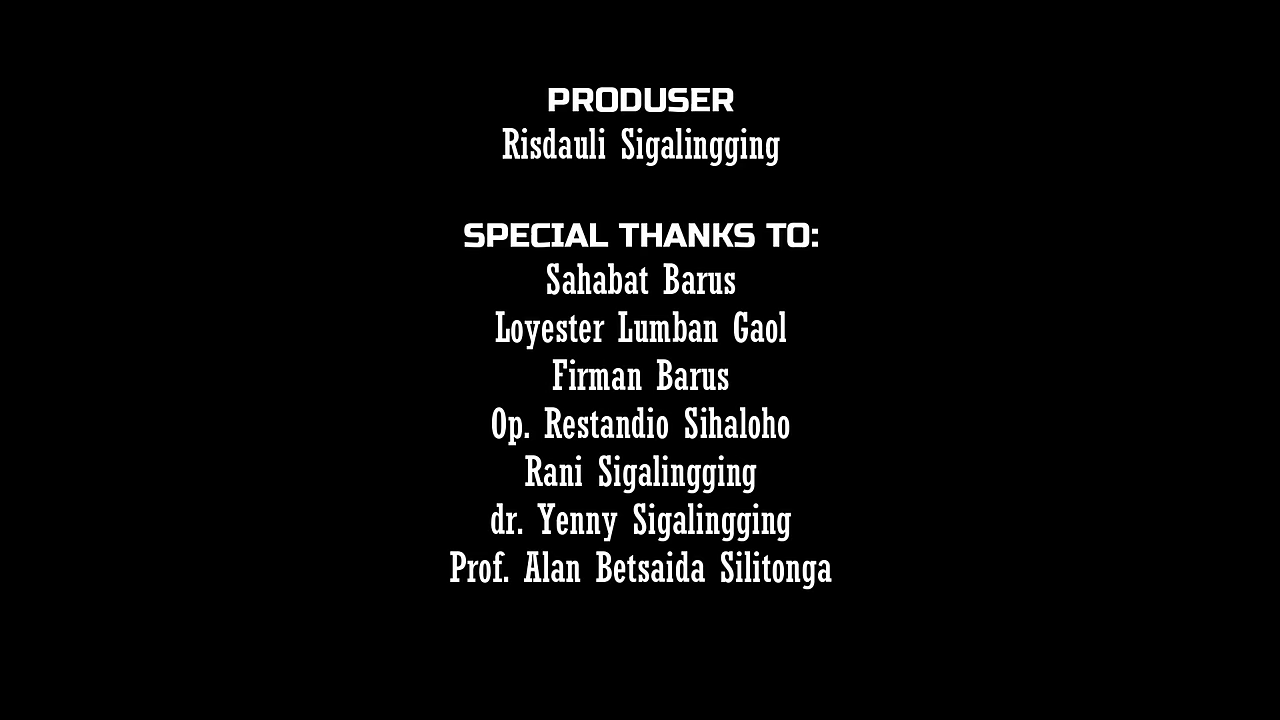 PRODUSER
Risdauli Sigalingging
SPECIAL THANKS TO:
Sahabat Barus
Loyester Lumban Gaol
Firman Barus
Op. Restandio Sihaloho
Rani Sigalingging
dr. Yenny Sigalingging
Prof. Alan Betsaida Silitonga